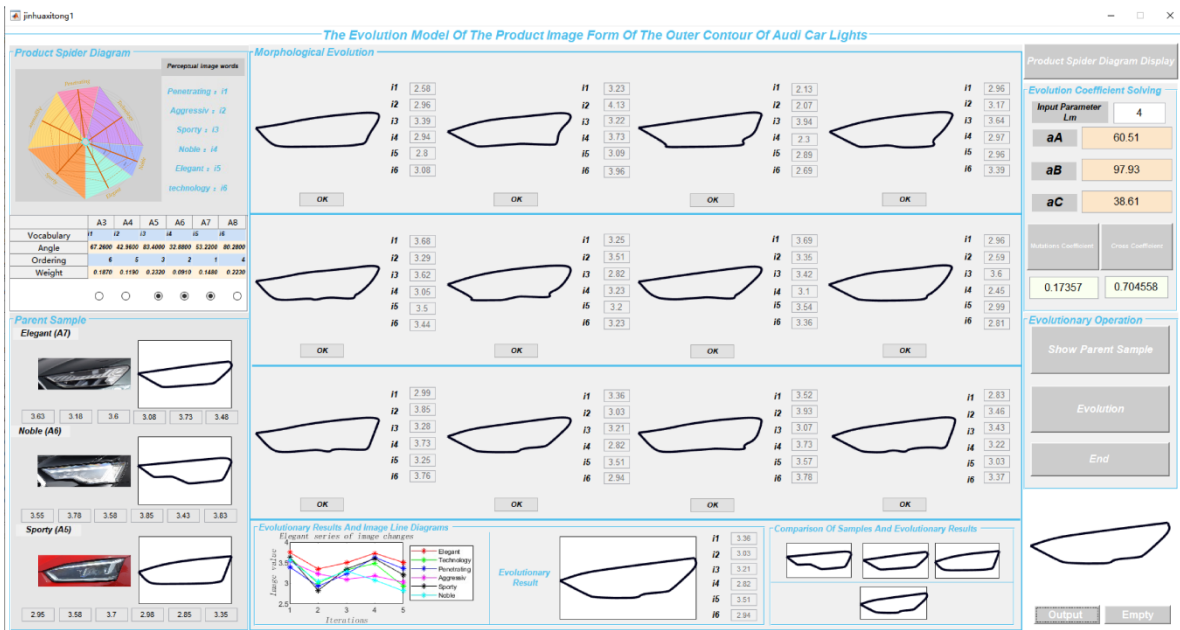 jinhuaxitong1
The Evolution Model Of The Product Image Form Of The Outer Contour Of Audi Car Lights
Product Spider Diagram
Perceptual image words
Penetrating : i1
Aggressiv : i2
Sporty : i3
Noble : i4
Elegant : i5
technology : i6
A3 A4 A5 A6 A7 A8
Vocabulary i1 i2 i3 i4 i5 i6
Angle 67.2600 42.9600 83.4000 32.8800 53.2200 80.2800
Ordering 6 5 3 2 1 4
Weight 0.1870 0.1190 0.2320 0.0910 0.1480 0.2230
Parent Sample
Elegant (A7)
3.63 3.18 3.6 3.08 3.73 3.48
Noble (A6)
3.55 3.78 3.58 3.85 3.43 3.83
Sporty (A5)
2.95 3.58 3.7 2.98 2.85 3.35
Morphological Evolution
i1 2.58 i1 3.23 i1 2.13 i1 2.96
i2 2.96 i2 4.13 i2 2.07 i2 3.17
i3 3.39 i3 3.22 i3 3.94 i3 3.64
i4 2.94 i4 3.73 i4 2.3 i4 2.97
i5 2.8 i5 3.09 i5 2.89 i5 2.96
i6 3.08 i6 3.96 i6 2.69 i6 3.39
OK OK OK OK
i1 3.68 i1 3.25 i1 3.69 i1 2.96
i2 3.29 i2 3.51 i2 3.35 i2 2.59
i3 3.62 i3 2.82 i3 3.42 i3 3.6
i4 3.05 i4 3.23 i4 3.1 i4 2.45
i5 3.5 i5 3.2 i5 3.54 i5 2.99
i6 3.44 i6 3.23 i6 3.36 i6 2.81
OK OK OK OK
i1 2.99 i1 3.36 i1 3.52 i1 2.83
i2 3.85 i2 3.03 i2 3.93 i2 3.46
i3 3.28 i3 3.21 i3 3.07 i3 3.43
i4 3.73 i4 2.82 i4 3.73 i4 3.22
i5 3.25 i5 3.51 i5 3.57 i5 3.03
i6 3.76 i6 2.94 i6 3.78 i6 3.37
OK OK OK OK
Evolutionary Results And Image Line Diagrams
Elegant series of image changes
Image value
4
3.5
3
2.5
1 2 3 4 5
Iterations
Elegant
Technology
Penetrating
Aggressiv
Sporty
Noble
Evolutionary
Result
i1 3.36
i2 3.03
i3 3.21
i4 2.82
i5 3.51
i6 2.94
Comparison Of Samples And Evolutionary Results
Product Spider Diagram Display
Evolution Coefficient Solving
Input Parameter
Lm
4
aA 60.51
aB 97.93
aC 38.61
Mutations Coefficient Cross Coefficient
0.17357 0.704558
Evolutionary Operation
Show Parent Sample
Evolution
End
Output Empty